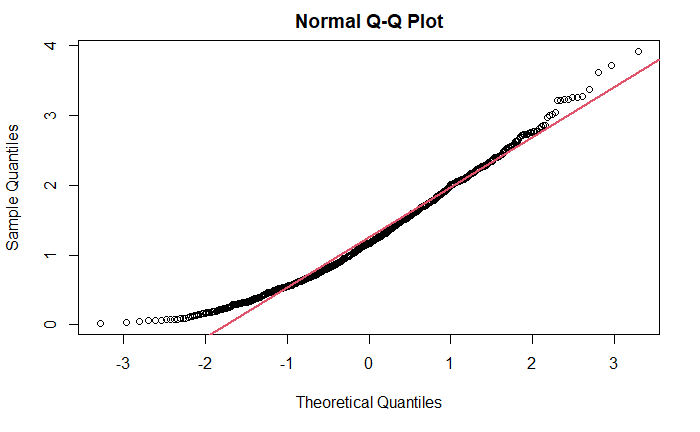 Normal Q-Q Plot
4
3
2
1
0
Sample Quantiles
-3 -2 -1 0 1 2 3
Theoretical Quantiles